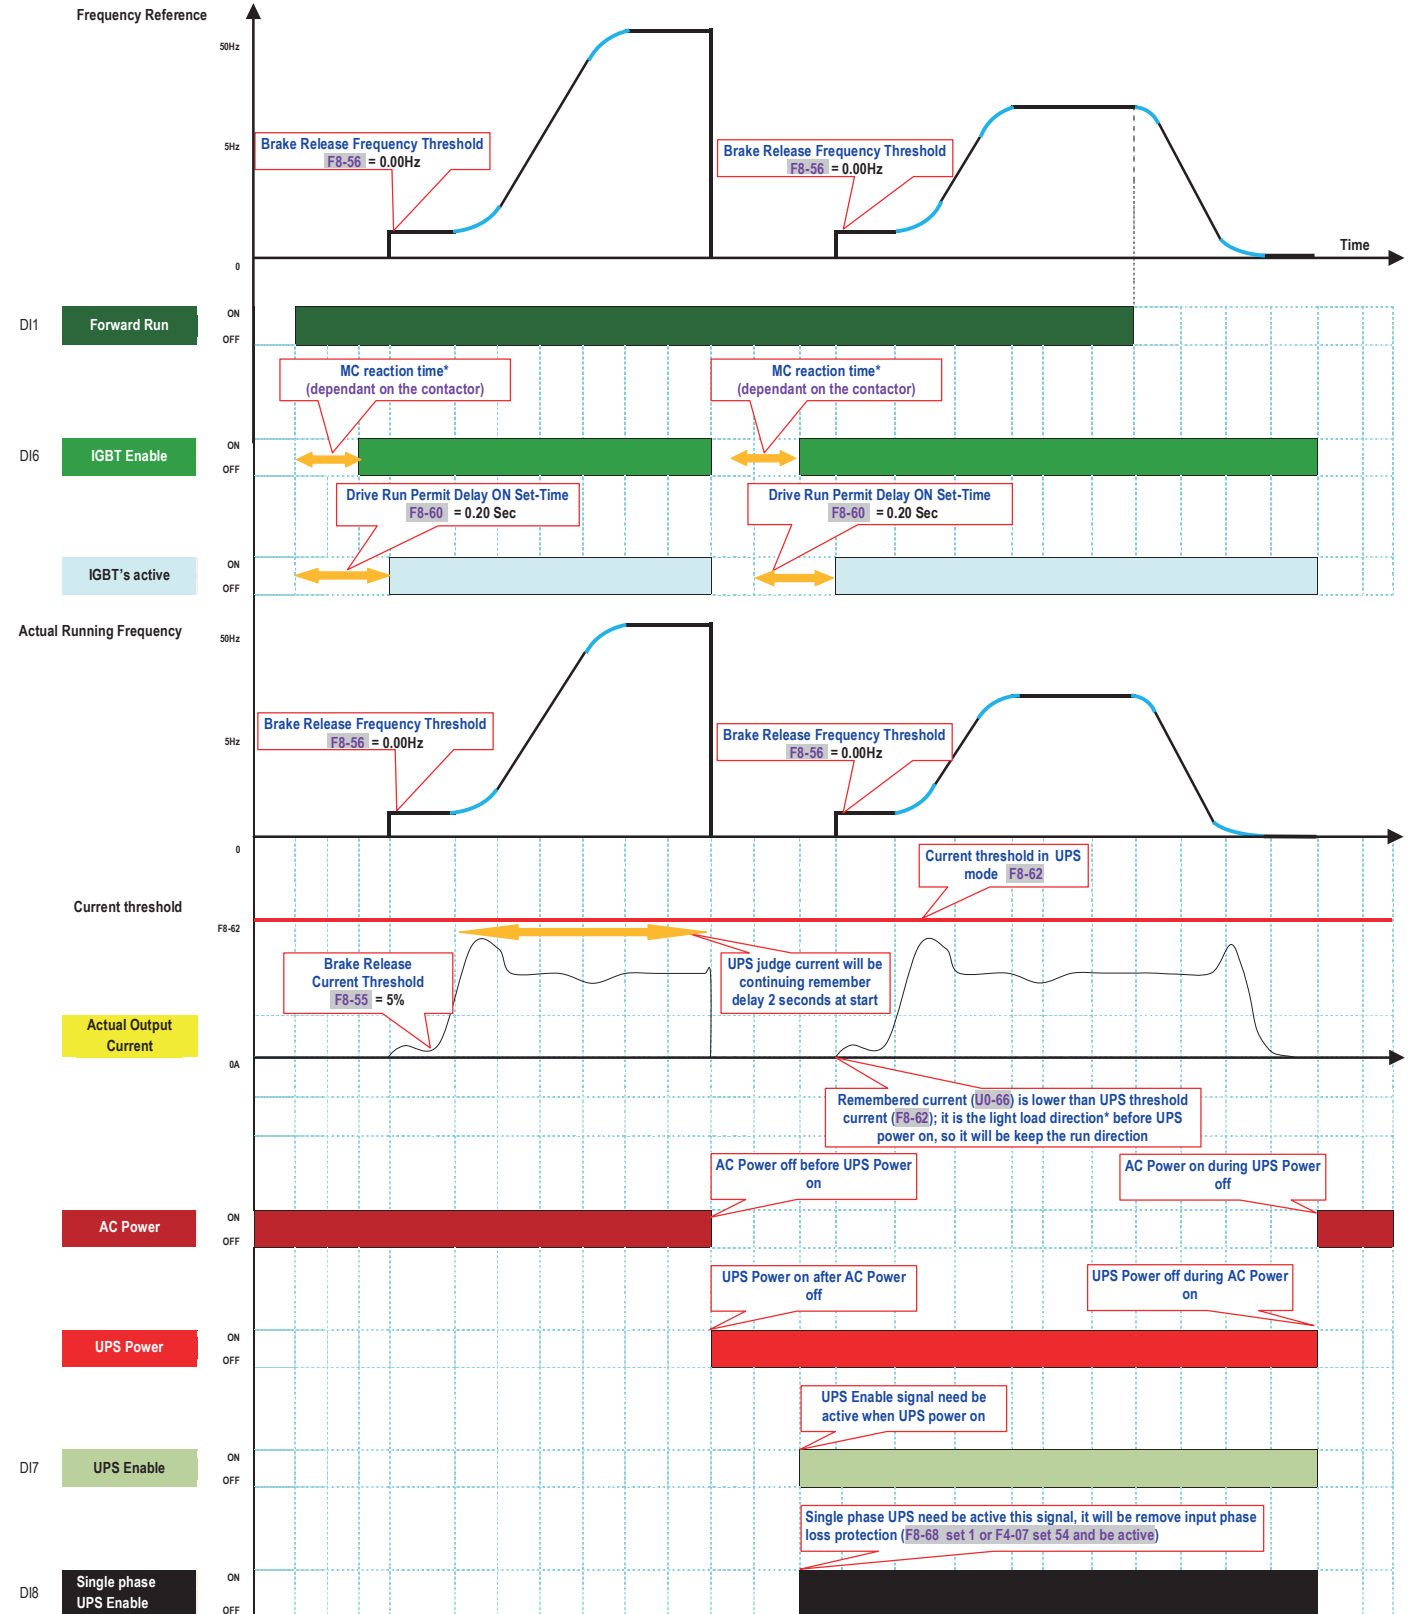 Frequency Reference
50Hz
Brake Release Frequency Threshold
F8-56 = 0.00Hz
5Hz
Brake Release Frequency Threshold
F8-56 = 0.00Hz
Time
0
DI1
Forward Run
ON
OFF
MC reaction time*
(dependant on the contactor)
MC reaction time*
(dependant on the contactor)
DI6
IGBT Enable
ON
OFF
Drive Run Permit Delay ON Set-Time
F8-60 = 0.20 Sec
Drive Run Permit Delay ON Set-Time
F8-60 = 0.20 Sec
IGBT's active
ON
OFF
Actual Running Frequency
50Hz
Brake Release Frequency Threshold
F8-56 = 0.00Hz
5Hz
Brake Release Frequency Threshold
F8-56 = 0.00Hz
0
Current threshold in UPS
mode F8-62
Current threshold
F8-62
Brake Release
Current Threshold
F8-55 = 5%
UPS judge current will be
continuing remember
delay 2 seconds at start
Actual Output
Current
0A
Remembered current (U0-66) is lower than UPS threshold
current (F8-62); it is the light load direction* before UPS
power on, so it will be keep the run direction
AC Power off before UPS Power
on
AC Power on during UPS Power
off
AC Power
ON
OFF
UPS Power on after AC Power
off
UPS Power off during AC Power
on
UPS Power
ON
OFF
UPS Enable signal need be
active when UPS power on
DI7
UPS Enable
ON
OFF
Single phase UPS need be active this signal, it will be remove input phase
loss protection (F8-68 set 1 or F4-07 set 54 and be active)
DI8
Single phase
UPS Enable
ON
OFF